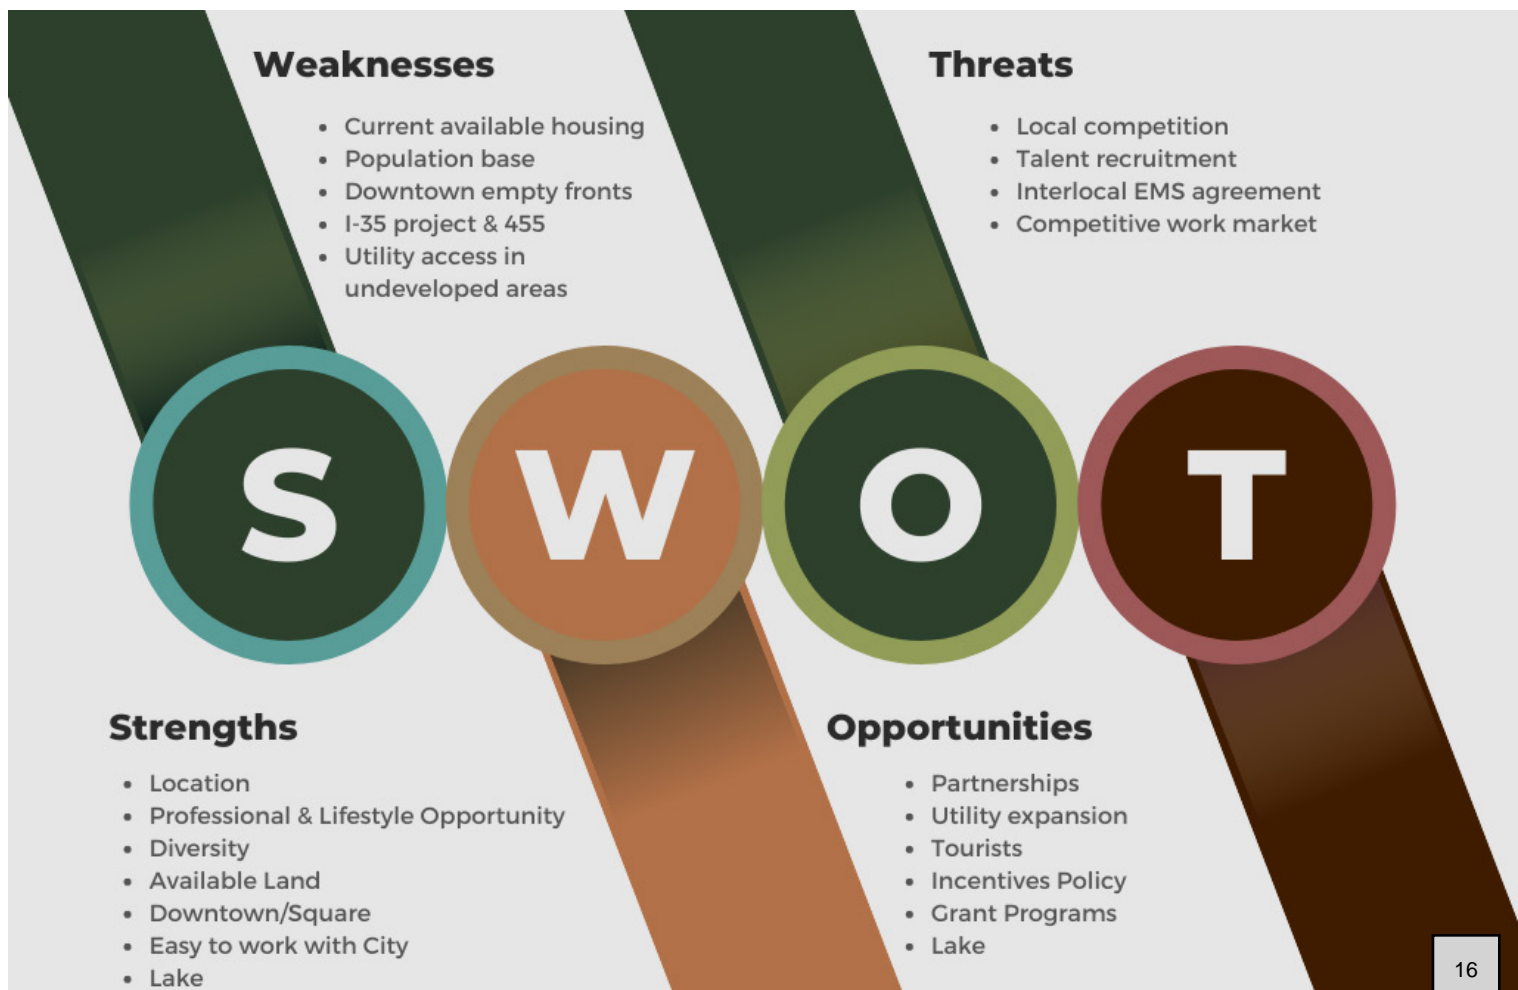 Weaknesses
Current available housing
Population base
Downtown empty fronts
I-35 project & 455
Utility access in
undeveloped areas
Threats
Local competition
Talent recruitment
Interlocal EMS agreement
Competitive work market
S W O T
Strengths
Location
Professional & Lifestyle Opportunity
Diversity
Available Land
Downtown/Square
Easy to work with City
Lake
Opportunities
Partnerships
Utility expansion
Tourists
Incentives Policy
Grant Programs
Lake
16